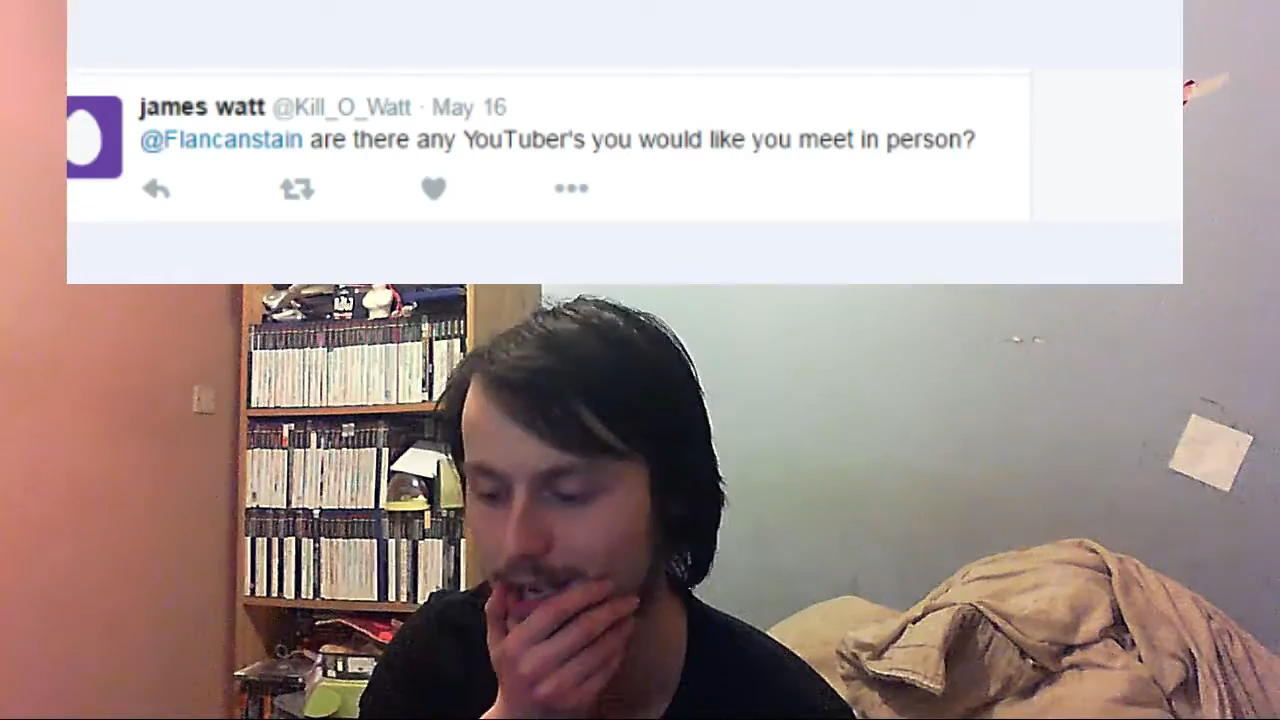 james watt @Kill_O_Watt · May 16
@Flancanstain are there any YouTuber's you would like you meet in person?